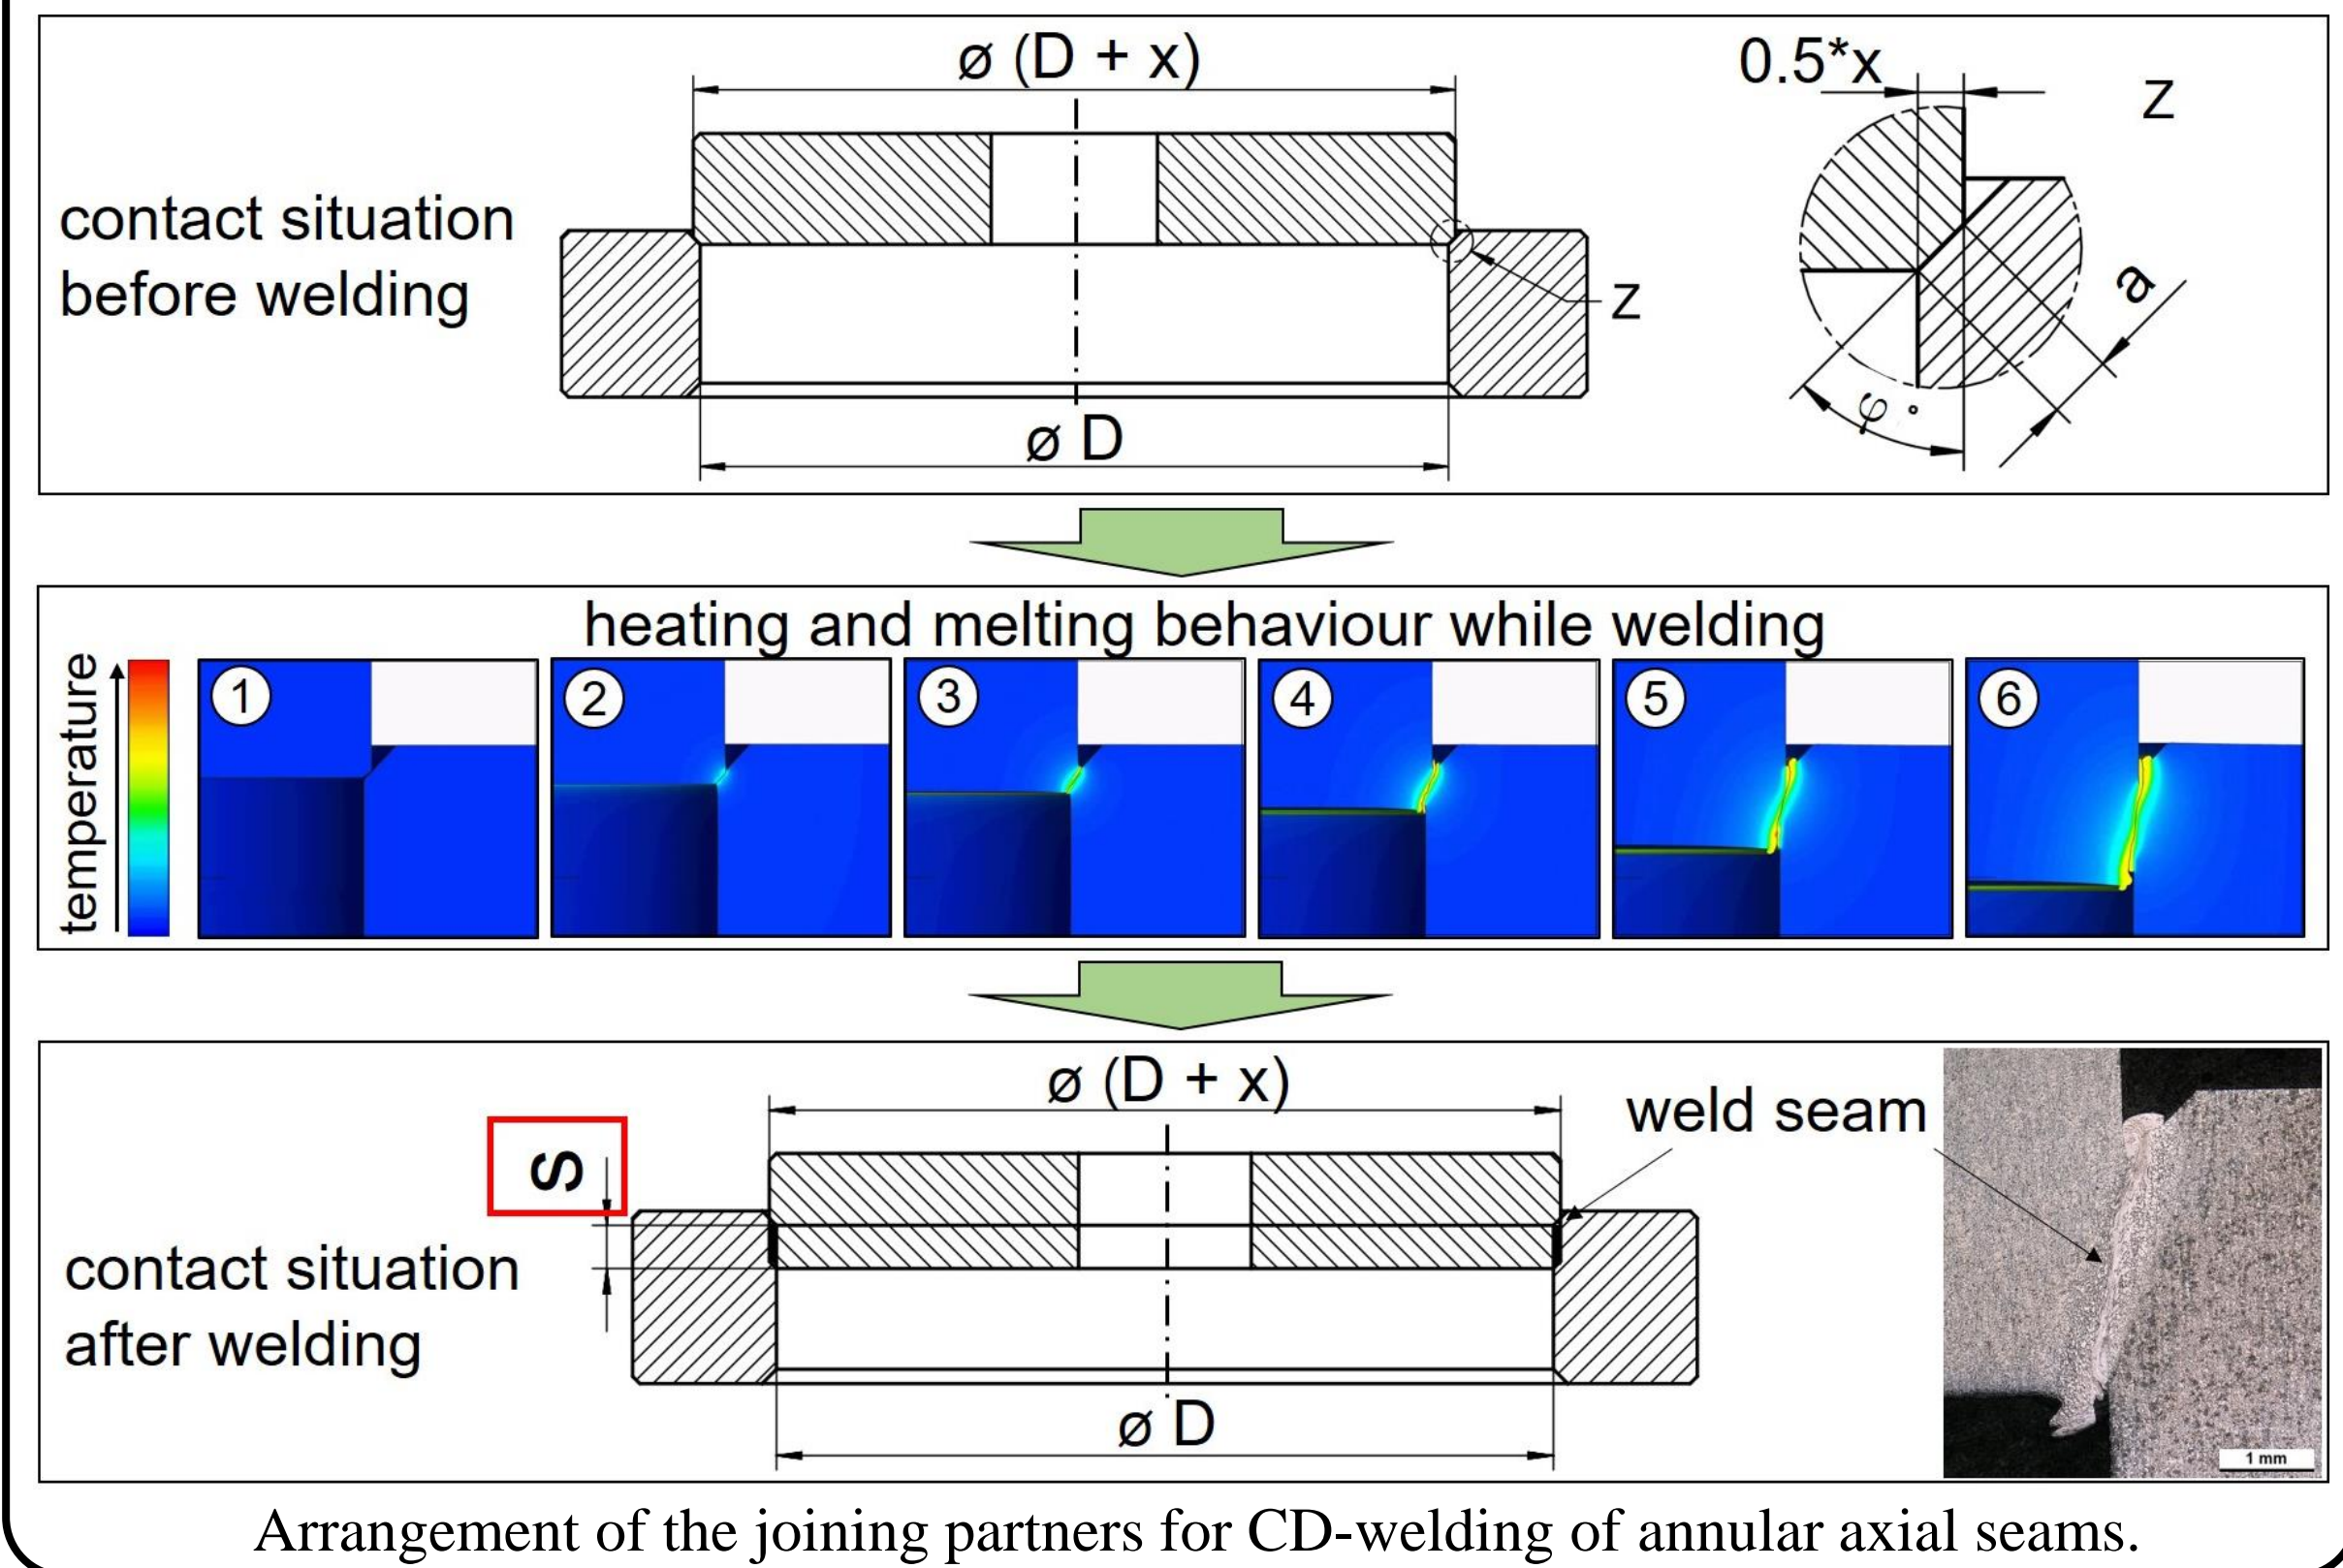 ø (D + x)
0.5*x
Z
contact situation
before welding
Z
a
φ °
ø D
heating and melting behaviour while welding
temperature
1
2
3
4
5
6
ø (D + x)
weld seam
S
contact situation
after welding
ø D
1 mm
Arrangement of the joining partners for CD-welding of annular axial seams.